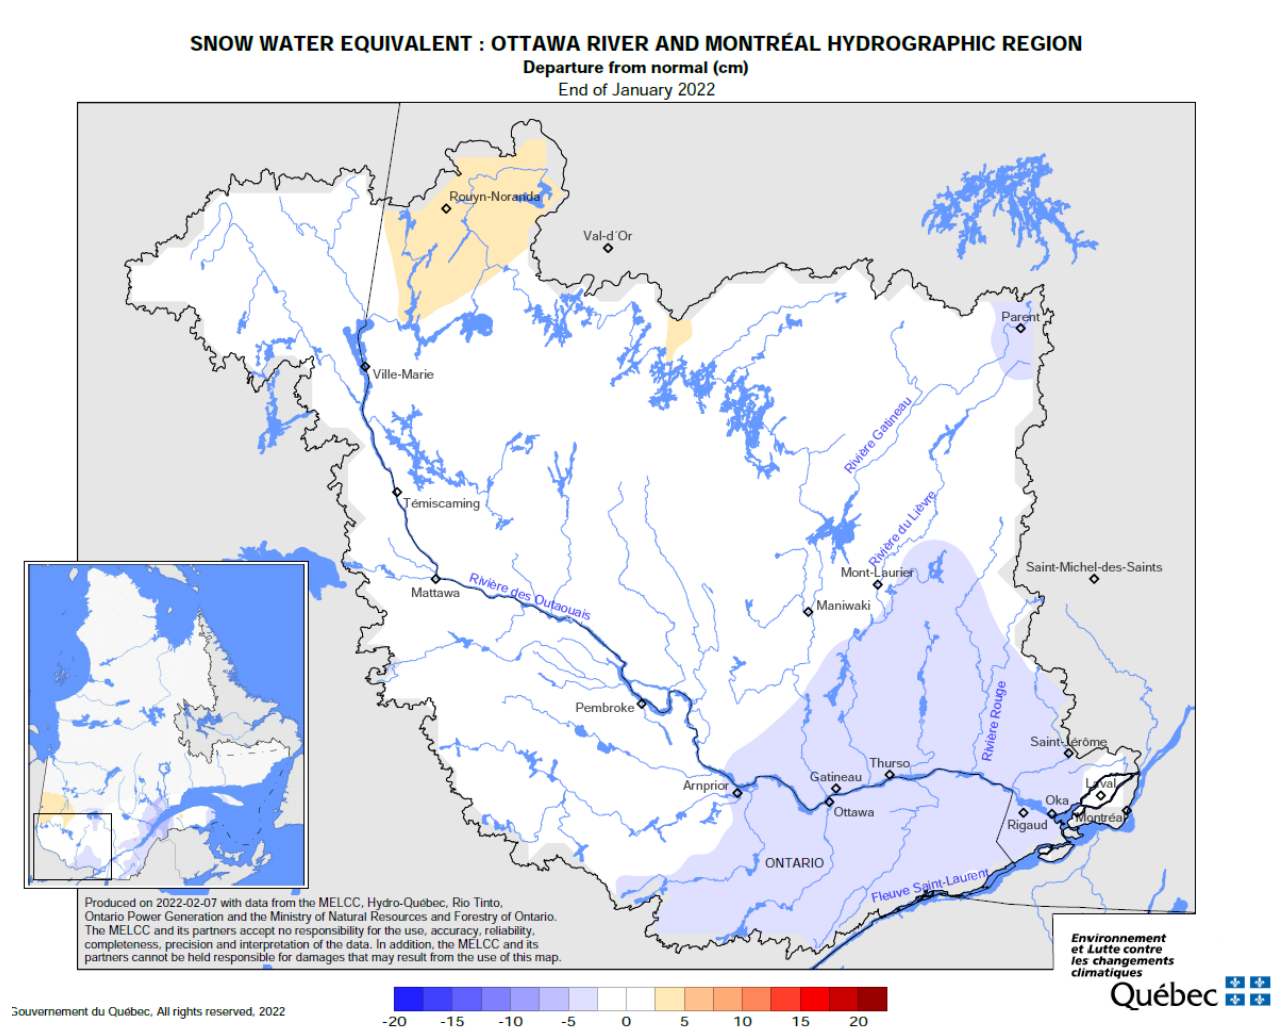 SNOW WATER EQUIVALENT : OTTAWA RIVER AND MONTRÉAL HYDROGRAPHIC REGION
Departure from normal (cm)
End of January 2022
Rouyn-Noranda
Val-d´Or
Parent
Ville-Marie
Rivière Gatineau
Témiscaming
Rivière du Lièvre
Saint-Michel-des-Saints
Mont-Laurier
Mattawa
Rivière des Outaouais
Maniwaki
Pembroke
Rivière Rouge
Saint-Jérôme
Thurso
Gatineau
Arnprior
Laval
Oka
Ottawa
Rigaud
Montréal
ONTARIO
Fleuve Saint-Laurent
Produced on 2022-02-07 with data from the MELCC, Hydro-Québec, Rio Tinto,
Ontario Power Generation and the Ministry of Natural Resources and Forestry of Ontario.
The MELCC and its partners accept no responsibility for the use, accuracy, reliability,
completeness, precision and interpretation of the data. In addition, the MELCC and its
partners cannot be held responsible for damages that may result from the use of this map.
Environnement
et Lutte contre
les changements
climatiques
Québec
Gouvernement du Québec, All rights reserved, 2022
-20 -15 -10 -5 0 5 10 15 20